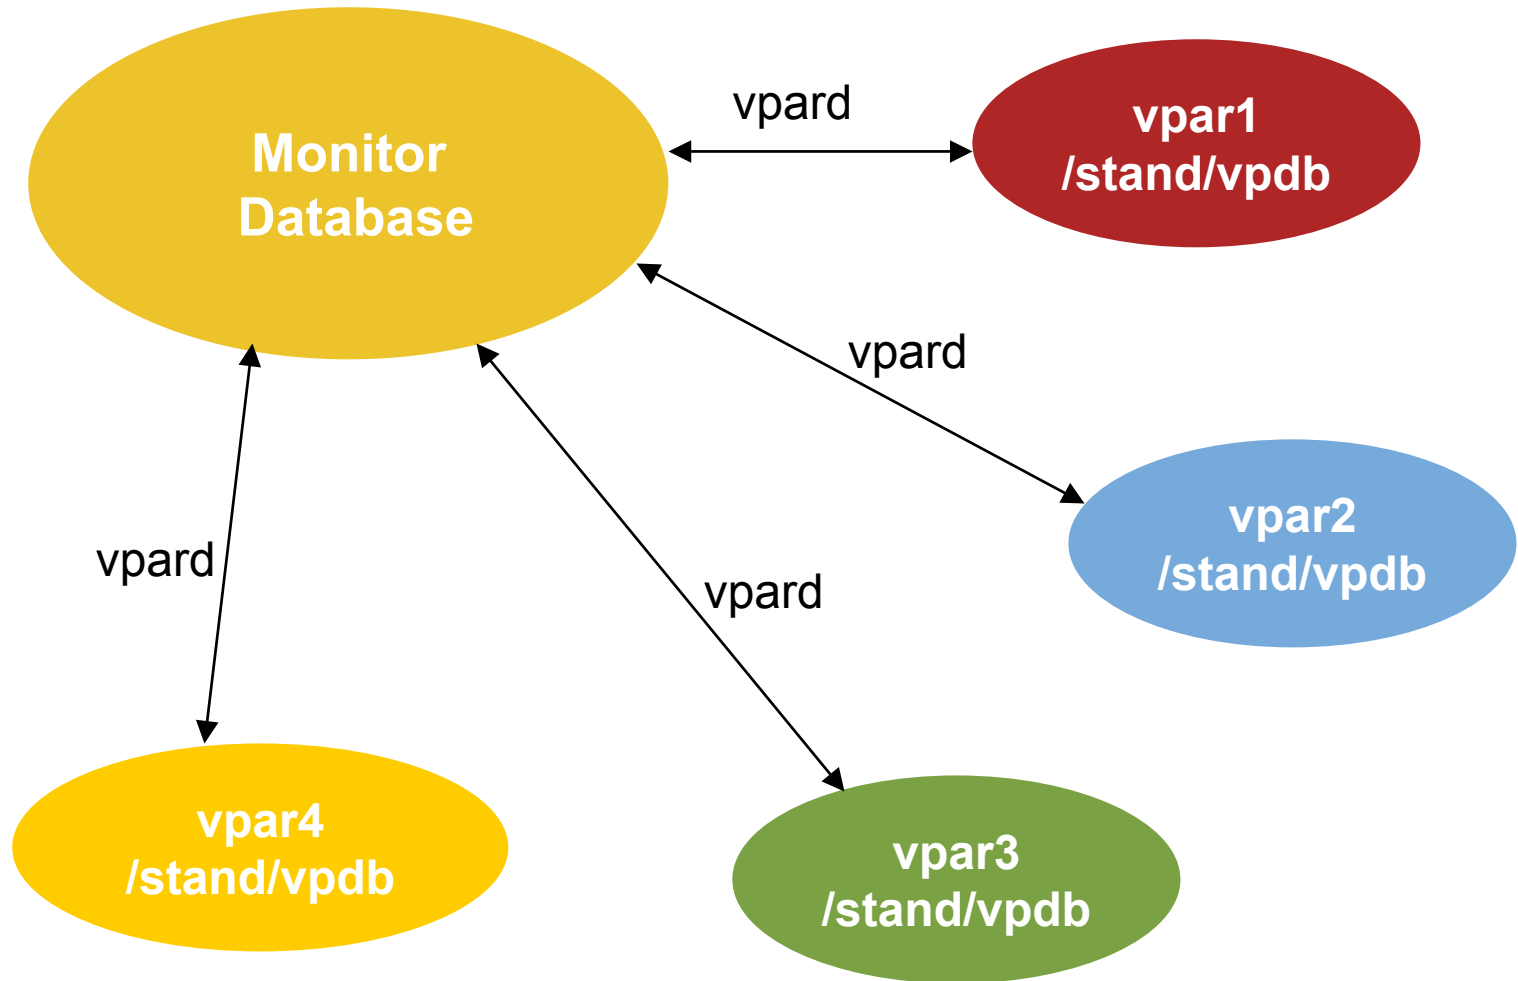 Monitor
Database
vpard
vpar1
/stand/vpdb
vpard
vpar2
/stand/vpdb
vpard
vpard
vpar4
/stand/vpdb
vpar3
/stand/vpdb